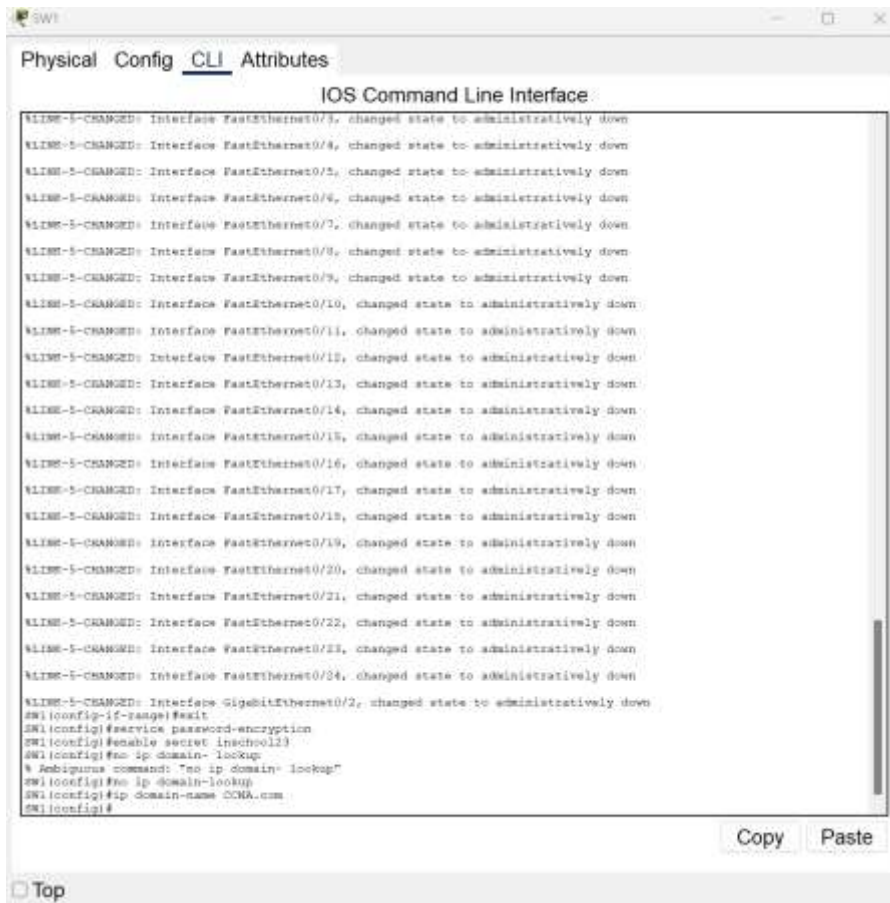 SW1
Physical Config CLI Attributes
IOS Command Line Interface
%LINK-5-CHANGED: Interface FastEthernet0/3, changed state to administratively down
%LINK-5-CHANGED: Interface FastEthernet0/4, changed state to administratively down
%LINK-5-CHANGED: Interface FastEthernet0/5, changed state to administratively down
%LINK-5-CHANGED: Interface FastEthernet0/6, changed state to administratively down
%LINK-5-CHANGED: Interface FastEthernet0/7, changed state to administratively down
%LINK-5-CHANGED: Interface FastEthernet0/8, changed state to administratively down
%LINK-5-CHANGED: Interface FastEthernet0/9, changed state to administratively down
%LINK-5-CHANGED: Interface FastEthernet0/10, changed state to administratively down
%LINK-5-CHANGED: Interface FastEthernet0/11, changed state to administratively down
%LINK-5-CHANGED: Interface FastEthernet0/12, changed state to administratively down
%LINK-5-CHANGED: Interface FastEthernet0/13, changed state to administratively down
%LINK-5-CHANGED: Interface FastEthernet0/14, changed state to administratively down
%LINK-5-CHANGED: Interface FastEthernet0/15, changed state to administratively down
%LINK-5-CHANGED: Interface FastEthernet0/16, changed state to administratively down
%LINK-5-CHANGED: Interface FastEthernet0/17, changed state to administratively down
%LINK-5-CHANGED: Interface FastEthernet0/18, changed state to administratively down
%LINK-5-CHANGED: Interface FastEthernet0/19, changed state to administratively down
%LINK-5-CHANGED: Interface FastEthernet0/20, changed state to administratively down
%LINK-5-CHANGED: Interface FastEthernet0/21, changed state to administratively down
%LINK-5-CHANGED: Interface FastEthernet0/22, changed state to administratively down
%LINK-5-CHANGED: Interface FastEthernet0/23, changed state to administratively down
%LINK-5-CHANGED: Interface FastEthernet0/24, changed state to administratively down
%LINK-5-CHANGED: Interface GigabitEthernet0/2, changed state to administratively down
SW1(config-if-range)#exit
SW1(config)#service password-encryption
SW1(config)#enable secret inschool23
SW1(config)#no ip domain- lookup
% Ambiguous command: "no ip domain- lookup"
SW1(config)#no ip domain-lookup
SW1(config)#ip domain-name CCNA.com
SW1(config)#
Copy Paste
Top